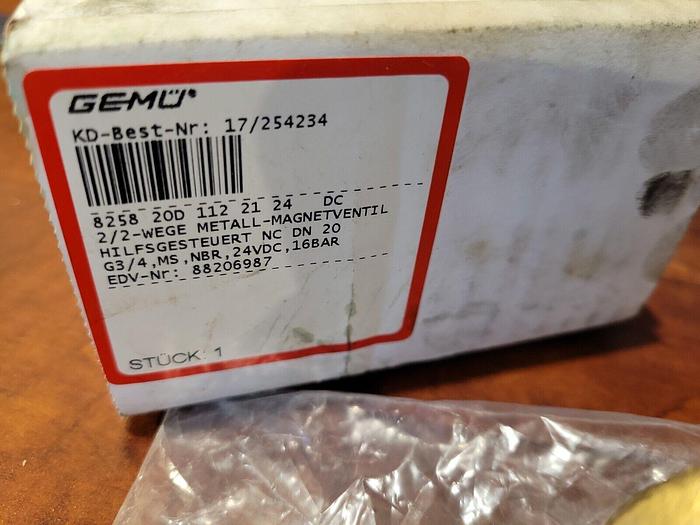 GEMÜ®
KD-Best-Nr: 17/254234
8258 20D 112 21 24 DC
2/2-WEGE METALL-MAGNETVENTIL
HILFSGESTEUERT NC DN 20
G3/4,MS,NBR,24VDC,16BAR
EDV-Nr: 88206987
STÜCK: 1